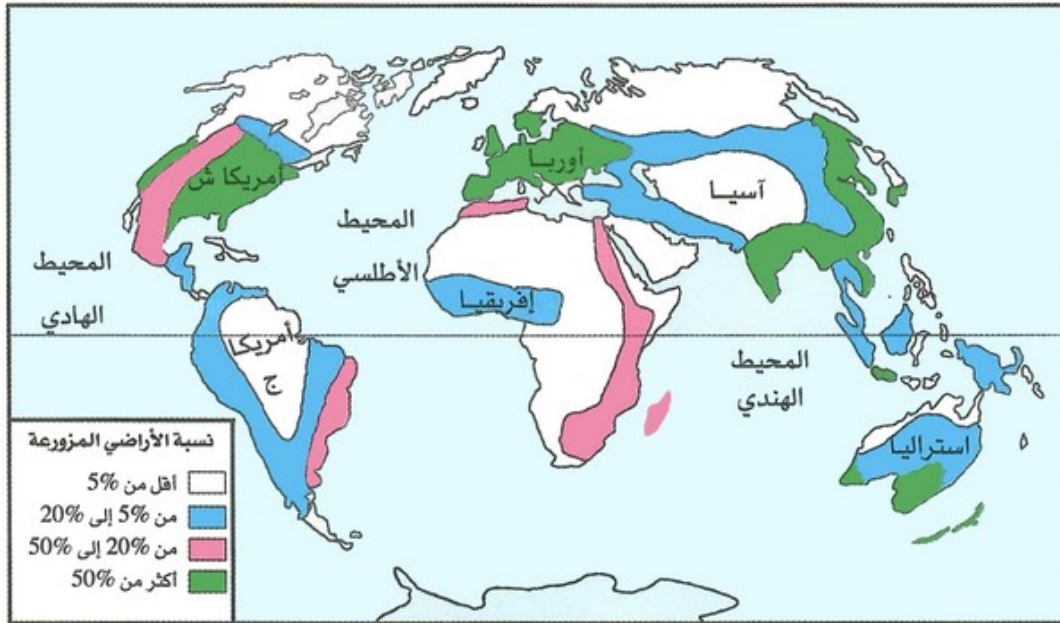 أمريكا ش
أوربا
آسيا
المحيط
الأطلسي
المحيط
الهادي
إفريقيا
أمريكا
ج
المحيط
الهندي
استراليا
نسبة الأراضي المزورعة
أقل من 5%
من 5% إلى 20%
من 20% إلى 50%
أكثر من 50%